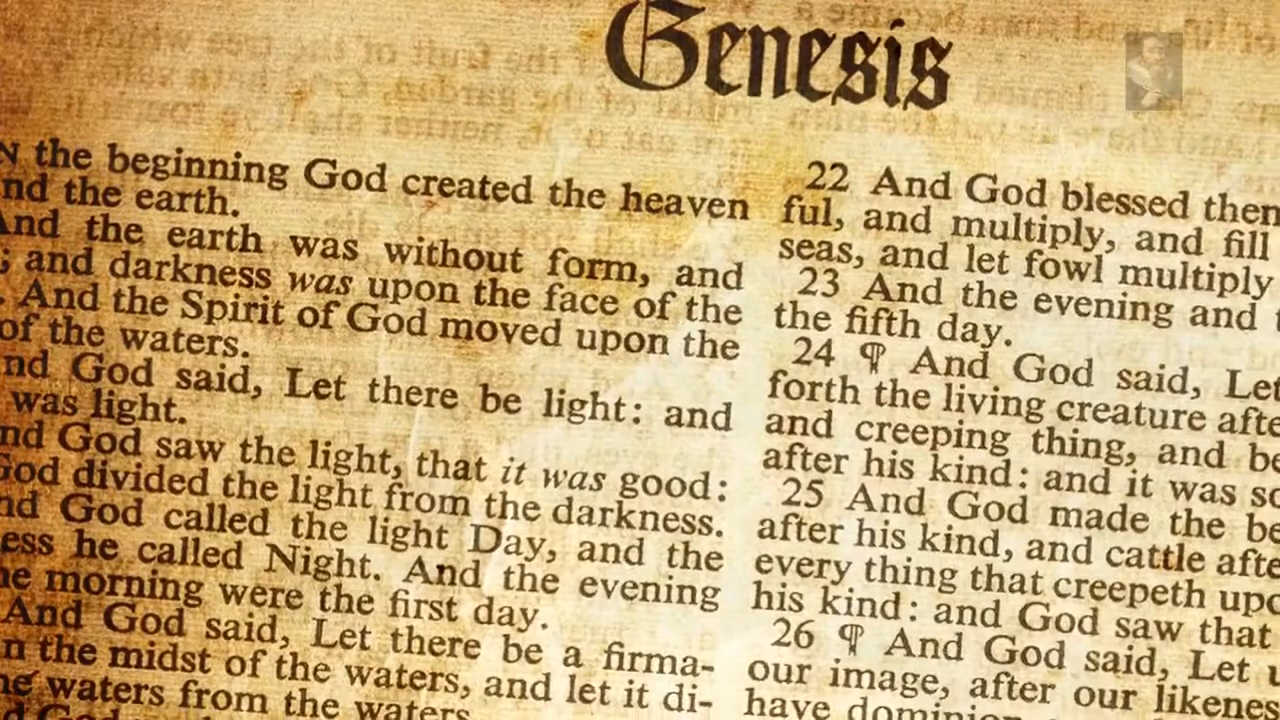 Genesis
N the beginning God created the heaven
nd the earth.
And the earth was without form, and
; and darkness was upon the face of the
. And the Spirit of God moved upon the
of the waters.
nd God said, Let there be light: and
was light.
nd God saw the light, that it was good:
God divided the light from the darkness.
nd God called the light Day, and the
ess he called Night. And the evening
he morning were the first day.
And God said, Let there be a firma-
n the midst of the waters, and let it di-
he waters from the waters.
22 And God blessed them
ful, and multiply, and fill
seas, and let fowl multiply
23 And the evening and t
the fifth day.
24 ¶ And God said, Let
forth the living creature afte
and creeping thing, and be
after his kind: and it was so
25 And God made the be
after his kind, and cattle afte
every thing that creepeth upo
his kind: and God saw that
26 ¶ And God said, Let u
our image, after our likenes
have dominion